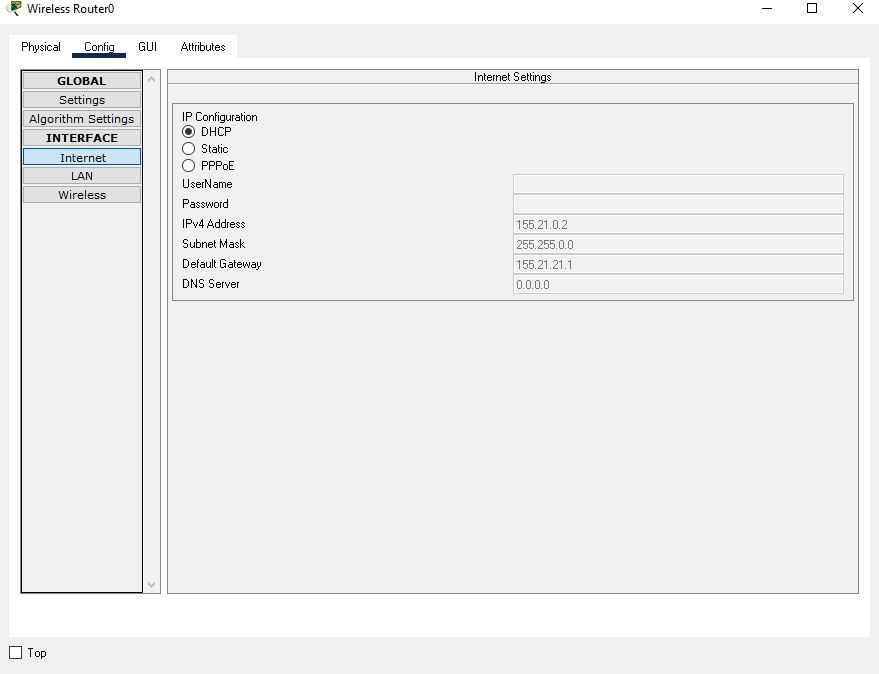 Wireless Router0
Physical Config GUI Attributes
GLOBAL
Settings
Algorithm Settings
INTERFACE
Internet
LAN
Wireless
Internet Settings
IP Configuration
DHCP
Static
PPPoE
UserName
Password
IPv4 Address 155.21.0.2
Subnet Mask 255.255.0.0
Default Gateway 155.21.21.1
DNS Server 0.0.0.0
Top